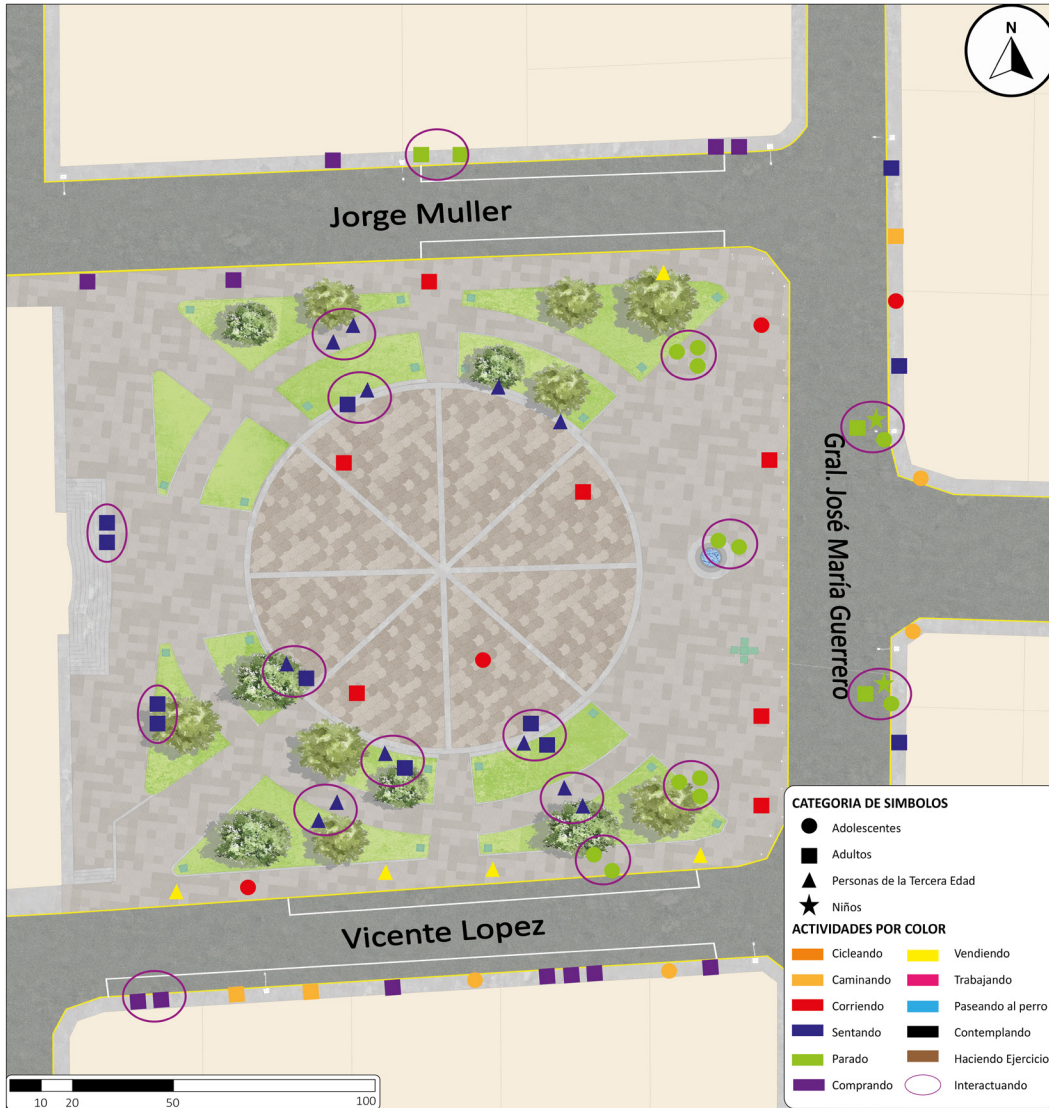 N
Jorge Muller
Gral. José María Guerrero
Vicente Lopez
CATEGORIA DE SIMBOLOS
Adolescentes
Adultos
Personas de la Tercera Edad
Niños
ACTIVIDADES POR COLOR
Cicleando
Vendiendo
Caminando
Trabajando
Corriendo
Paseando al perro
Sentando
Contemplando
Parado
Haciendo Ejercicio
Comprando
Interactuando
10 20 50 100